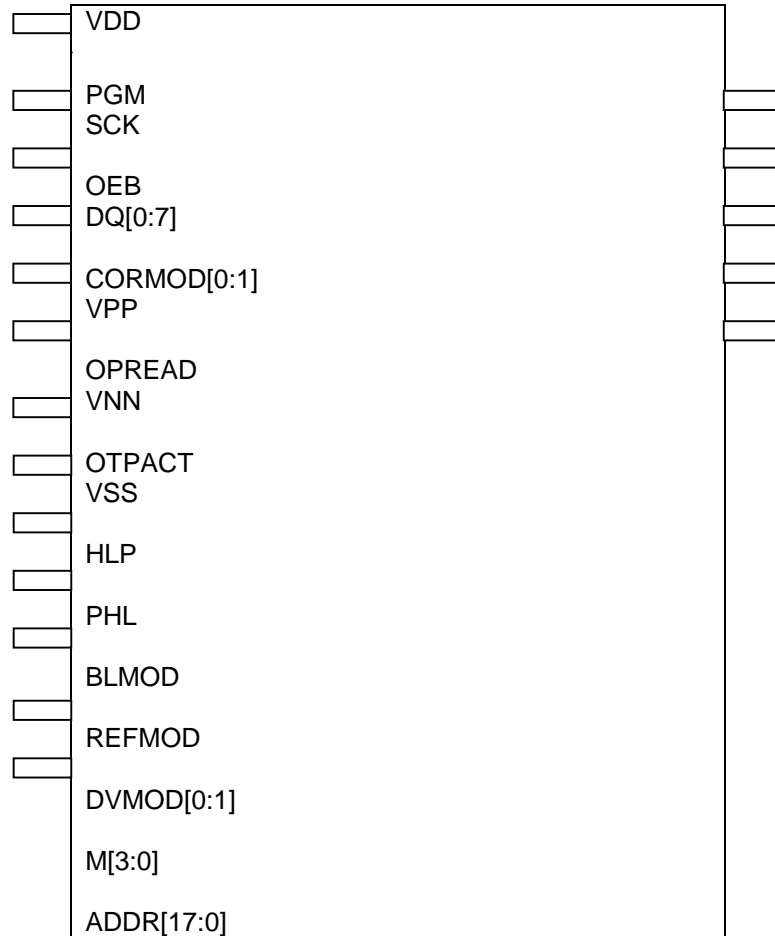 VDD
PGM
SCK
OEB
DQ[0:7]
CORMOD[0:1]
VPP
OPREAD
VNN
OTPACT
VSS
HLP
PHL
BLMOD
REFMOD
DVMOD[0:1]
M[3:0]
ADDR[17:0]